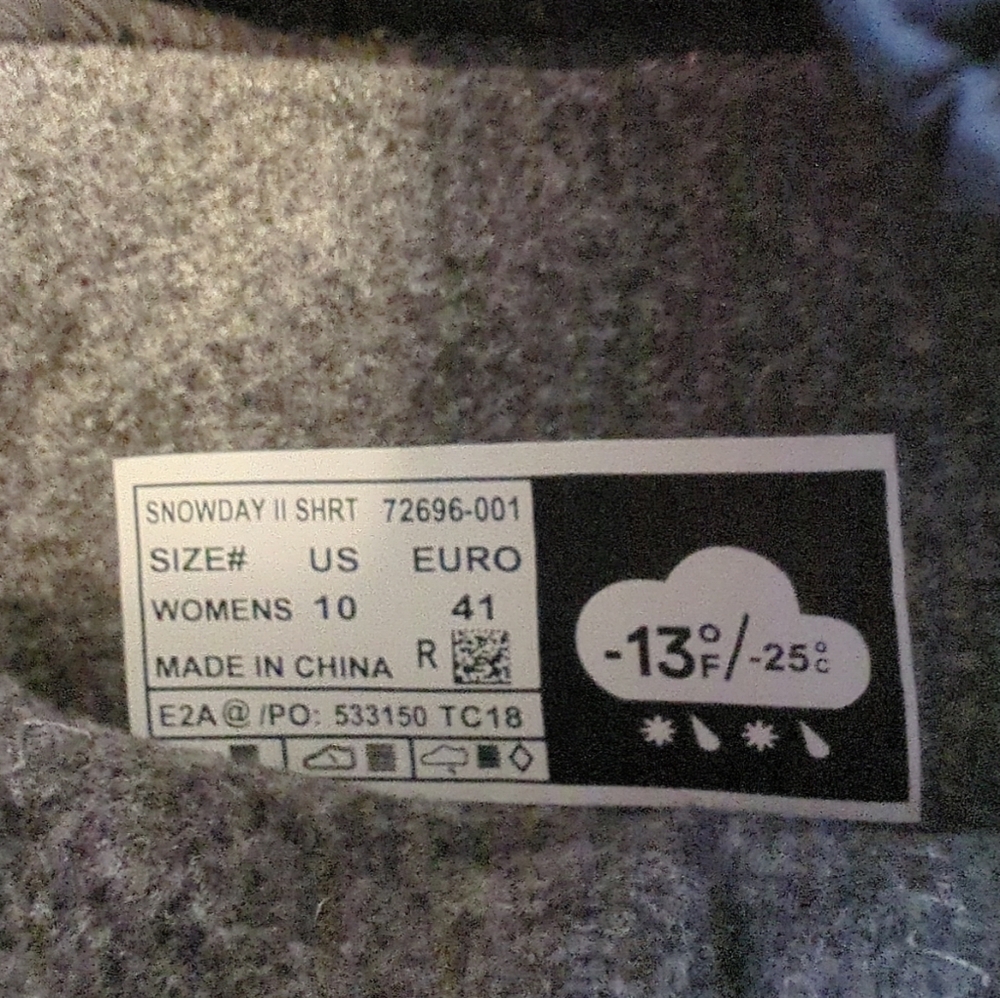 SNOWDAY II SHRT 72696-001
SIZE# US EURO
WOMENS 10 41
MADE IN CHINA R
E2A@ /PO: 533150 TC18
-13°F/-25°C